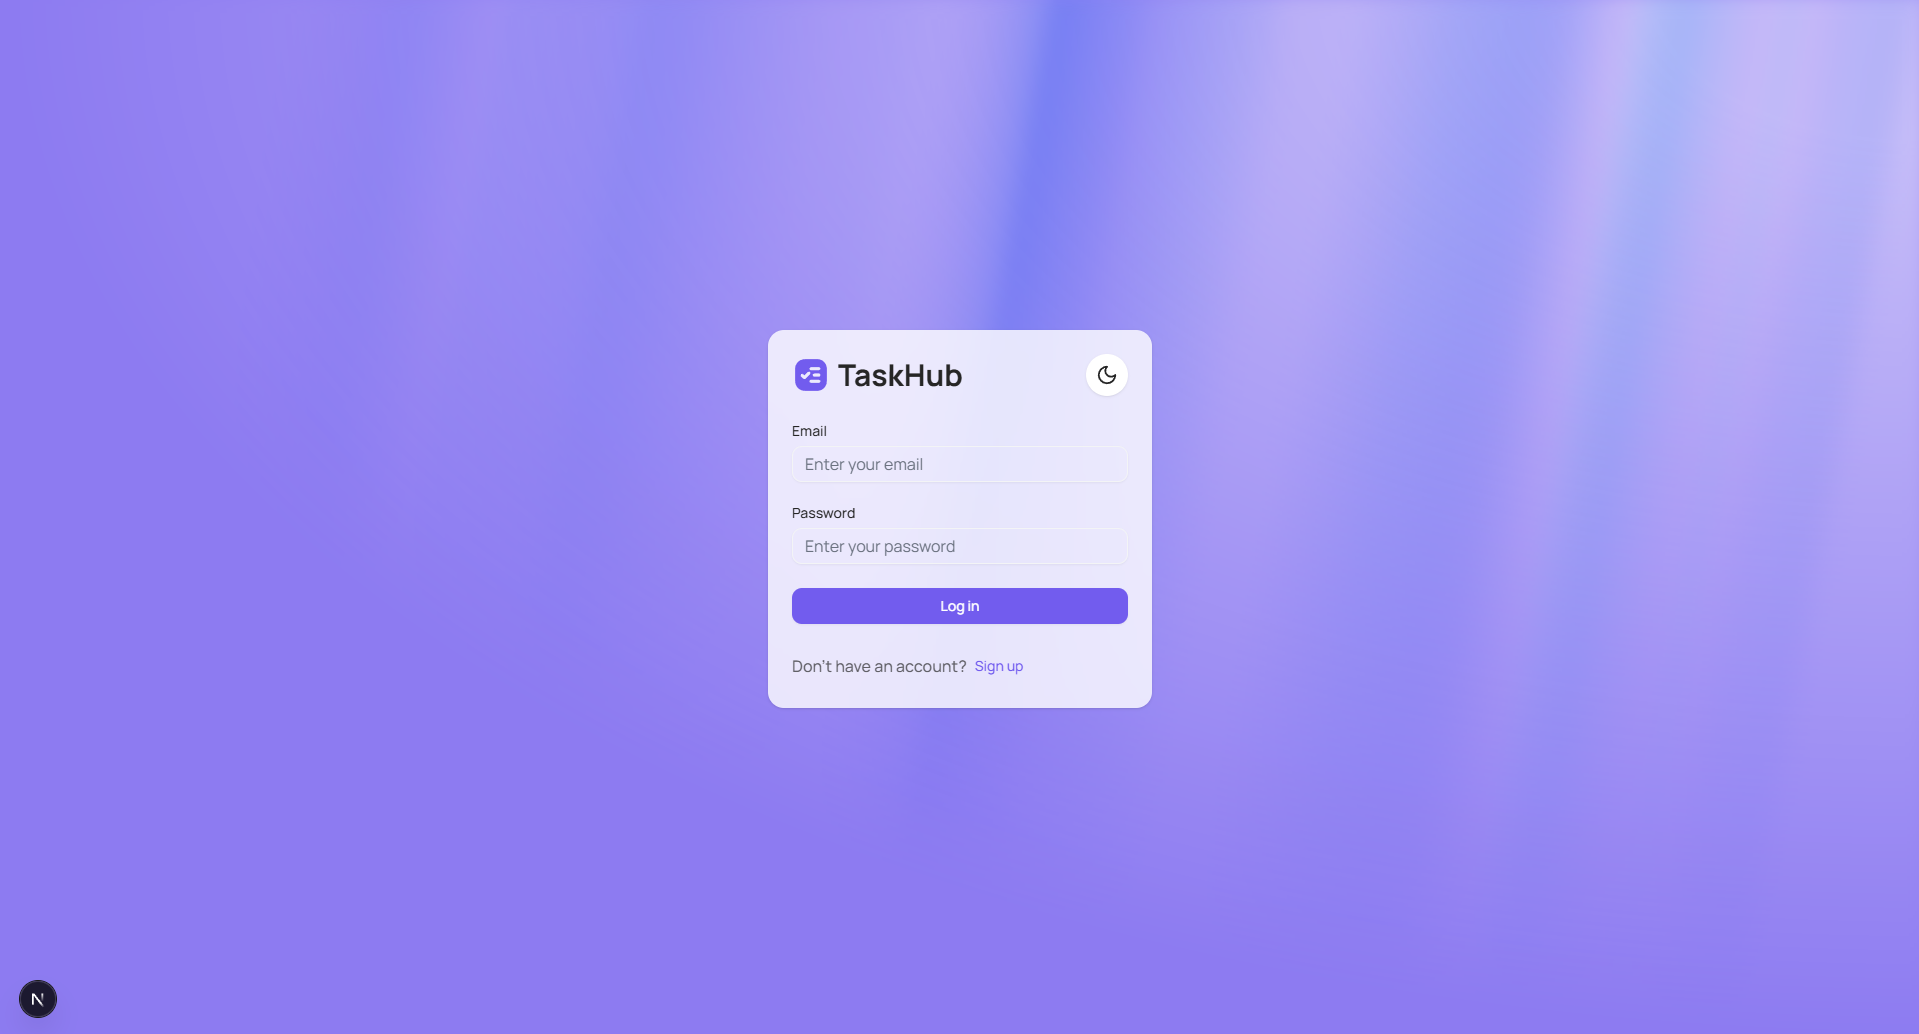 TaskHub
Email
Enter your email
Password
Enter your password
Log in
Don't have an account? Sign up
N